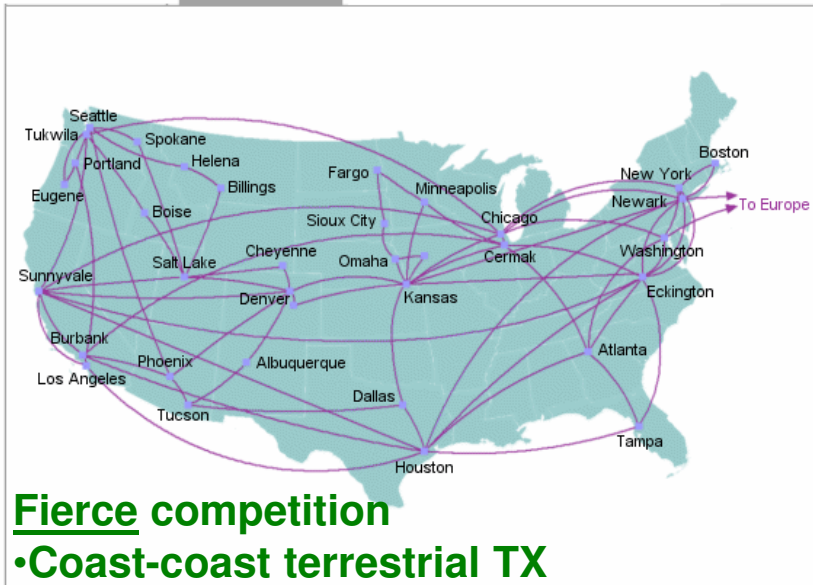 Seattle
Tukwila
Spokane
Portland
Helena
Eugene
Billings
Boise
Fargo
Minneapolis
Sioux City
Chicago
Cermak
Boston
New York
Newark
To Europe
Washington
Eckington
Salt Lake
Cheyenne
Omaha
Sunnyvale
Denver
Kansas
Burbank
Los Angeles
Phoenix
Albuquerque
Tucson
Dallas
Atlanta
Houston
Tampa
Fierce competition
•Coast-coast terrestrial TX